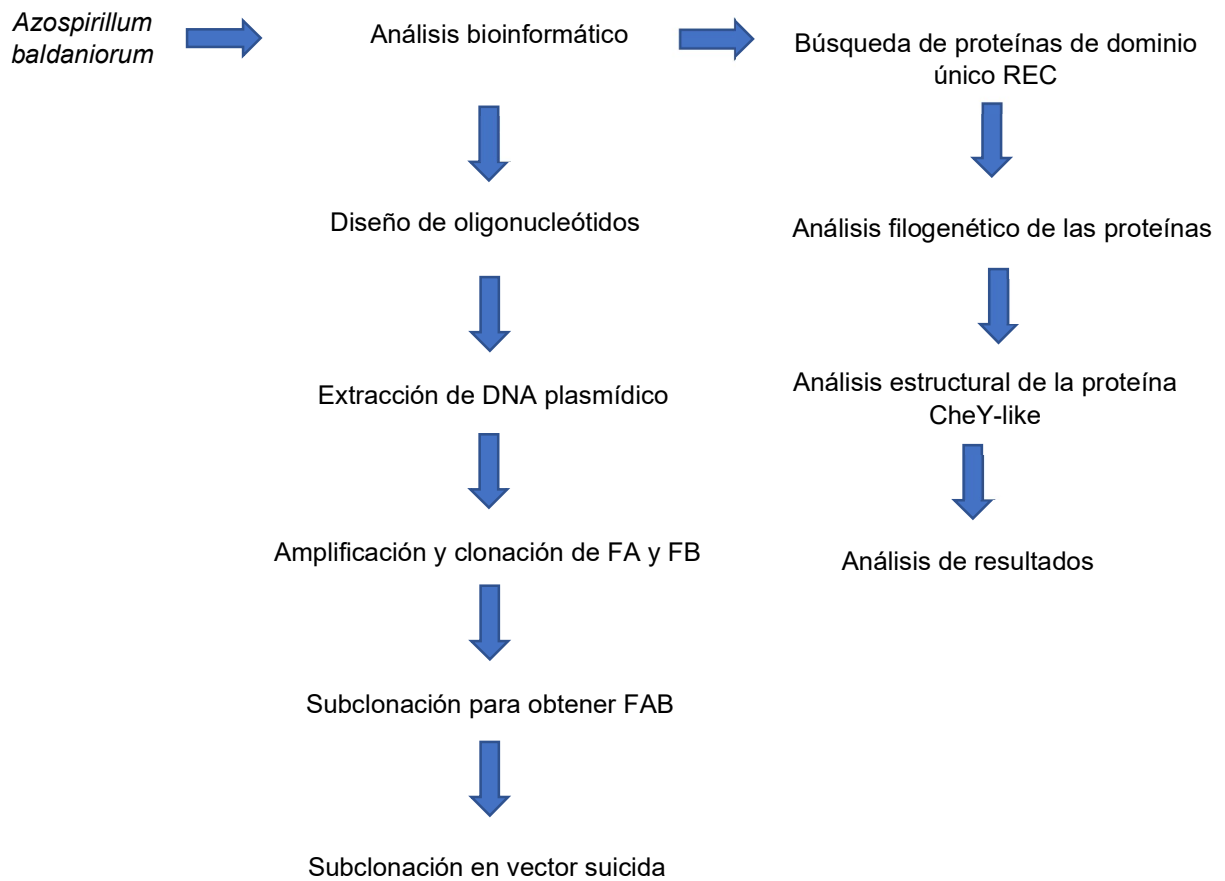 Azospirillum
baldaniorum
Análisis bioinformático
Búsqueda de proteínas de dominio
único REC
Diseño de oligonucleótidos
Análisis filogenético de las proteínas
Extracción de DNA plasmídico
Análisis estructural de la proteína
CheY-like
Amplificación y clonación de FA y FB
Análisis de resultados
Subclonación para obtener FAB
Subclonación en vector suicida